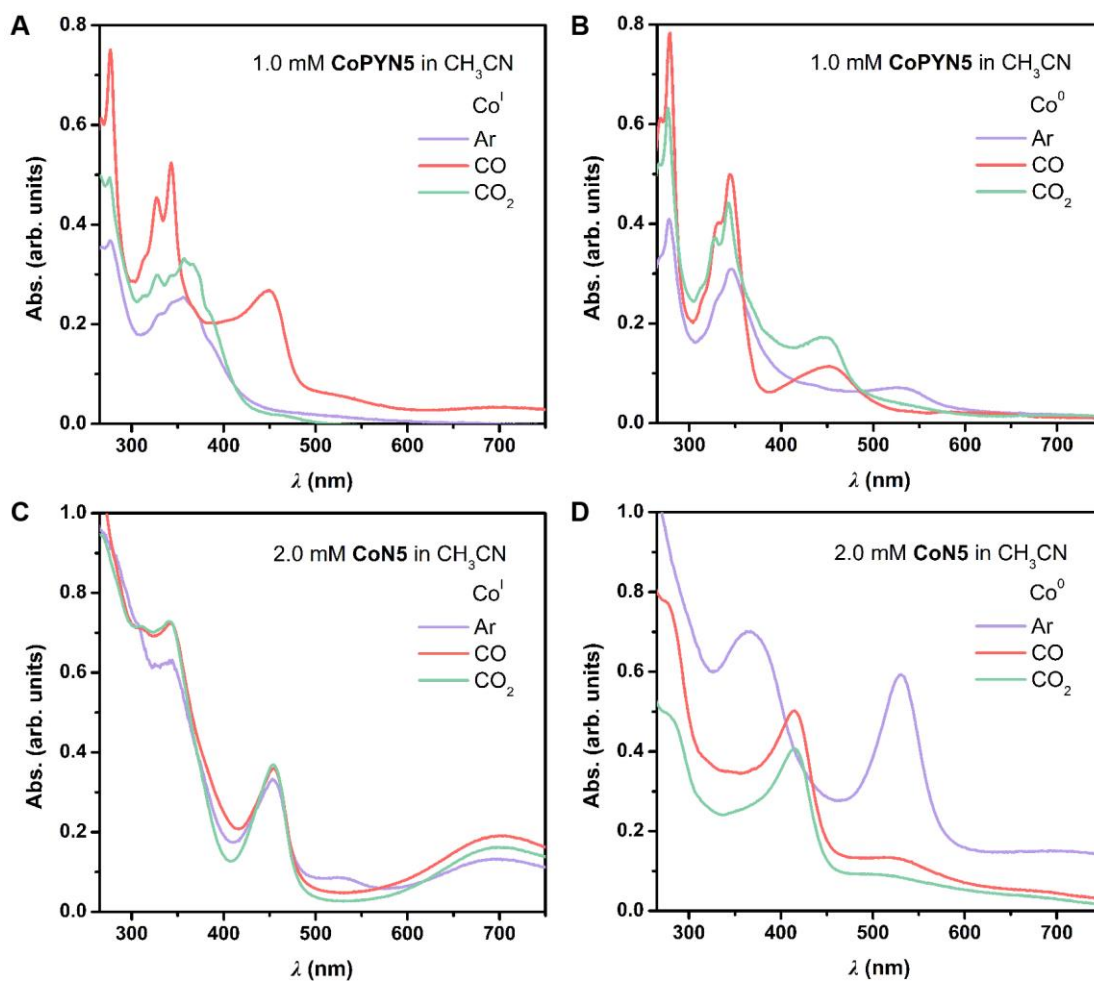 A
1.0 mM CoPYN5 in CH₃CN
Coᴵ
Ar
CO
CO₂
Abs. (arb. units)
0.8
0.6
0.4
0.2
0.0
300 400 500 600 700
λ (nm)
B
1.0 mM CoPYN5 in CH₃CN
Co⁰
Ar
CO
CO₂
Abs. (arb. units)
0.8
0.6
0.4
0.2
0.0
300 400 500 600 700
λ (nm)
C
2.0 mM CoN5 in CH₃CN
Coᴵ
Ar
CO
CO₂
Abs. (arb. units)
1.0
0.8
0.6
0.4
0.2
0.0
300 400 500 600 700
λ (nm)
D
2.0 mM CoN5 in CH₃CN
Co⁰
Ar
CO
CO₂
Abs. (arb. units)
1.0
0.8
0.6
0.4
0.2
0.0
300 400 500 600 700
λ (nm)